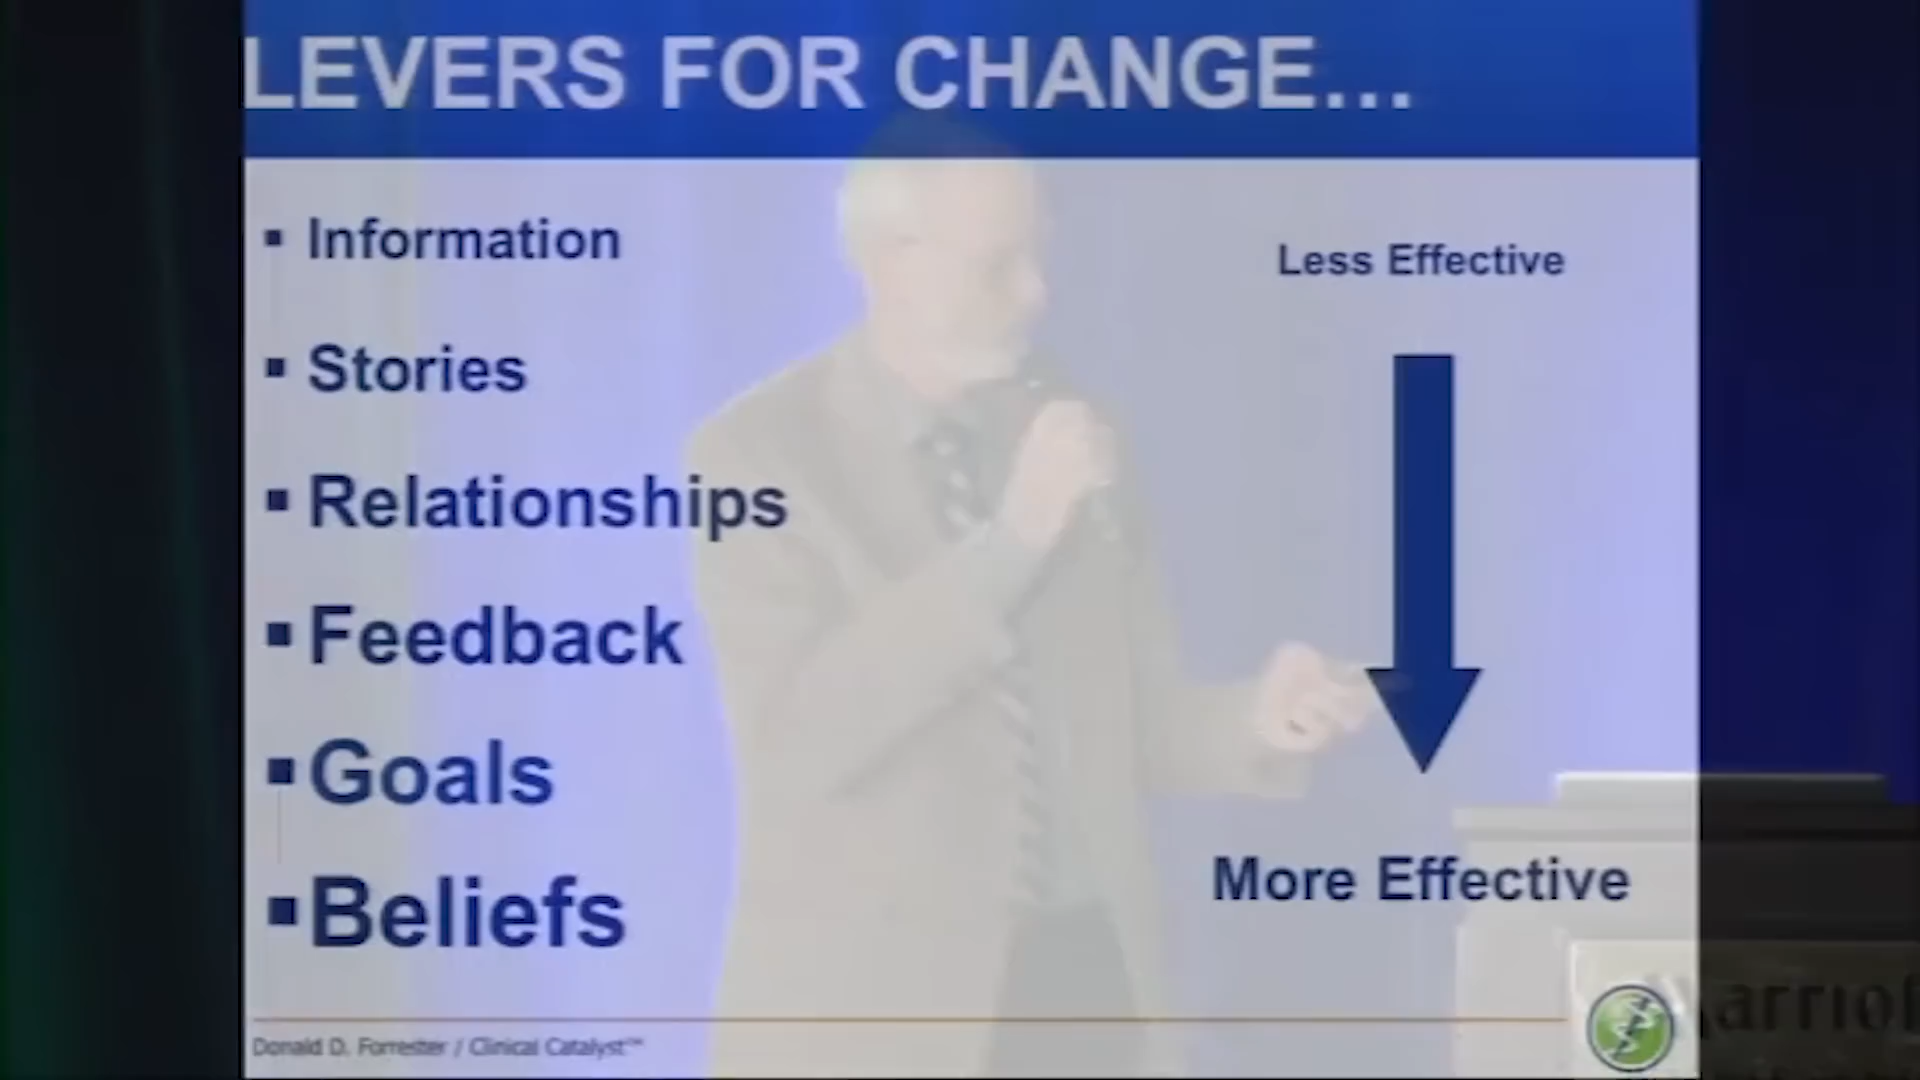 LEVERS FOR CHANGE...
Information
Stories
Relationships
Feedback
Goals
Beliefs
Less Effective
More Effective
Donald D. Forrester / Clinical Catalyst™